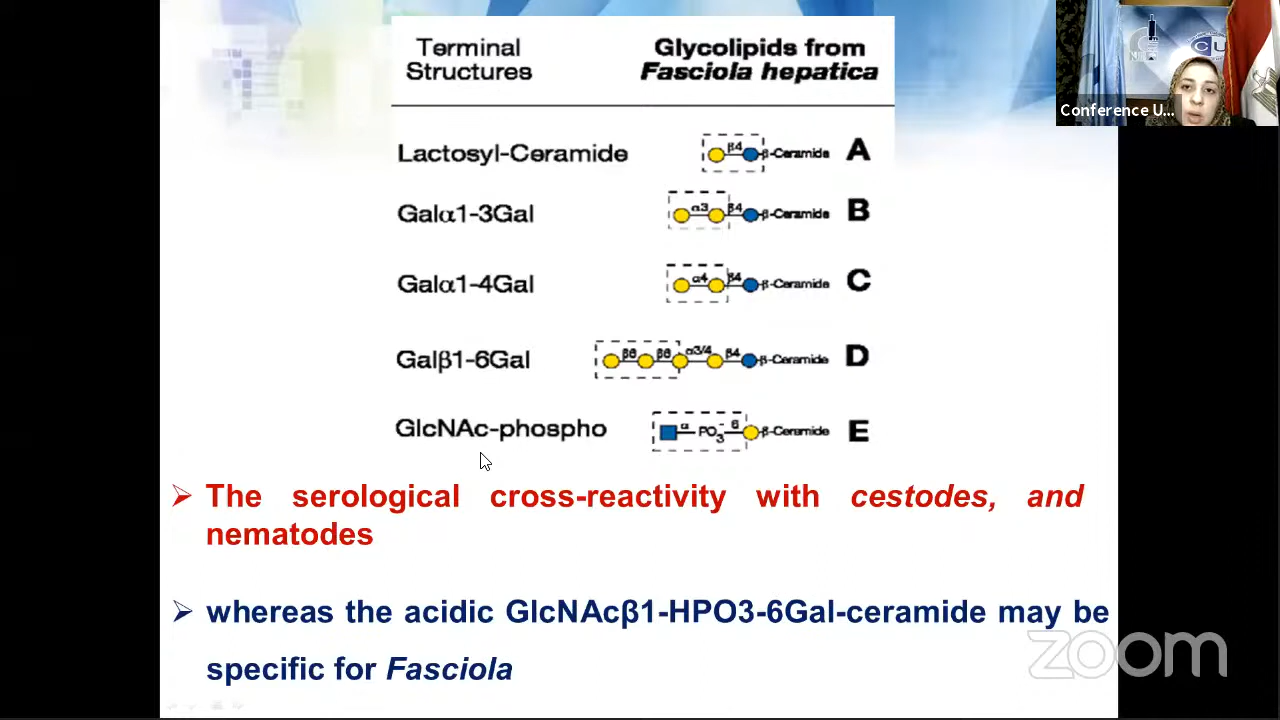 Terminal Structures
Glycolipids from Fasciola hepatica
Lactosyl-Ceramide
β4 β-Ceramide A
Galα1-3Gal
α3 β4 β-Ceramide B
Galα1-4Gal
α4 β4 β-Ceramide C
Galβ1-6Gal
β6 β6 α3/4 β4 β-Ceramide D
GlcNAc-phospho
α PO3- 6 β-Ceramide E
➢ The serological cross-reactivity with cestodes, and
nematodes
➢ whereas the acidic GlcNAcβ1-HPO3-6Gal-ceramide may be
specific for Fasciola
Conference U...
CU
zoom